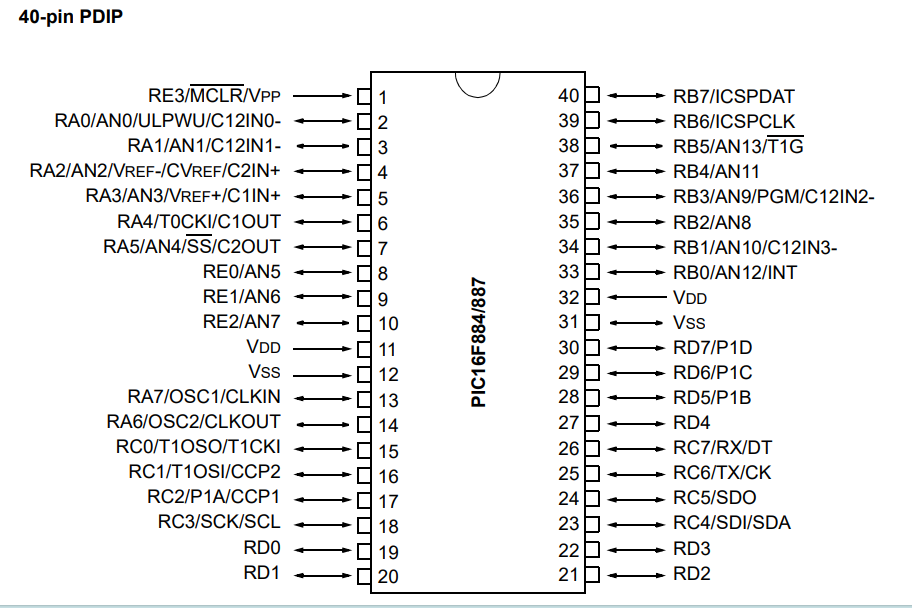 40-pin PDIP
RE3/MCLR/VPP 1 40 RB7/ICSPDAT
RA0/AN0/ULPWU/C12IN0- 2 39 RB6/ICSPCLK
RA1/AN1/C12IN1- 3 38 RB5/AN13/T1G
RA2/AN2/VREF-/CVREF/C2IN+ 4 37 RB4/AN11
RA3/AN3/VREF+/C1IN+ 5 36 RB3/AN9/PGM/C12IN2-
RA4/T0CKI/C1OUT 6 35 RB2/AN8
RA5/AN4/SS/C2OUT 7 34 RB1/AN10/C12IN3-
RE0/AN5 8 33 RB0/AN12/INT
RE1/AN6 9 32 VDD
RE2/AN7 10 31 VSS
VDD 11 30 RD7/P1D
VSS 12 29 RD6/P1C
RA7/OSC1/CLKIN 13 28 RD5/P1B
RA6/OSC2/CLKOUT 14 27 RD4
RC0/T1OSO/T1CKI 15 26 RC7/RX/DT
RC1/T1OSI/CCP2 16 25 RC6/TX/CK
RC2/P1A/CCP1 17 24 RC5/SDO
RC3/SCK/SCL 18 23 RC4/SDI/SDA
RD0 19 22 RD3
RD1 20 21 RD2
PIC16F884/887